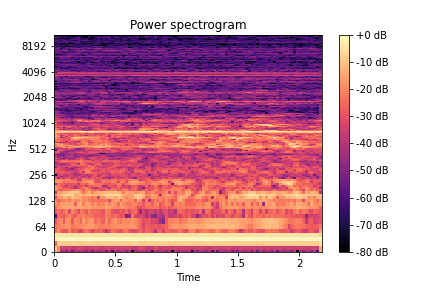 Power spectrogram
Hz
8192
4096
2048
1024
512
256
128
64
0
0
0.5
1
1.5
2
Time
+0 dB
-10 dB
-20 dB
-30 dB
-40 dB
-50 dB
-60 dB
-70 dB
-80 dB